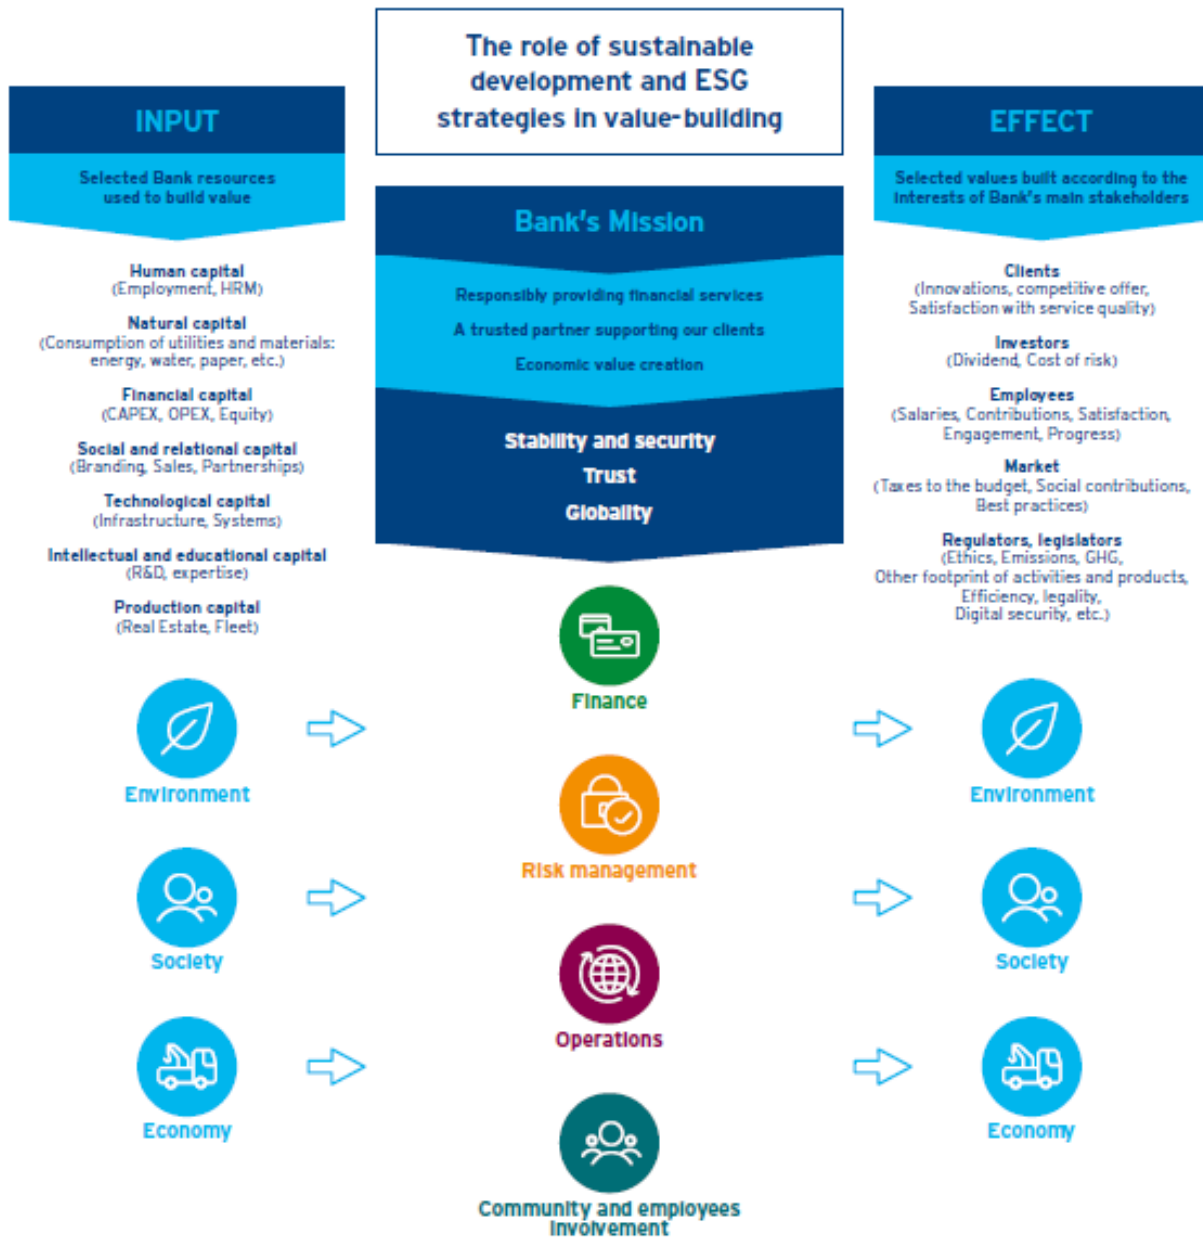 The role of sustainable
development and ESG
strategies in value-building
INPUT
Selected Bank resources
used to build value
Human capital
(Employment, HRM)
Natural capital
(Consumption of utilities and materials:
energy, water, paper, etc.)
Financial capital
(CAPEX, OPEX, Equity)
Social and relational capital
(Branding, Sales, Partnerships)
Technological capital
(Infrastructure, Systems)
Intellectual and educational capital
(R&D, expertise)
Production capital
(Real Estate, Fleet)
Environment
Society
Economy
Bank's Mission
Responsibly providing financial services
A trusted partner supporting our clients
Economic value creation
Stability and security
Trust
Globality
Finance
Risk management
Operations
Community and employees
involvement
EFFECT
Selected values built according to the
interests of Bank's main stakeholders
Clients
(Innovations, competitive offer,
Satisfaction with service quality)
Investors
(Dividend, Cost of risk)
Employees
(Salaries, Contributions, Satisfaction,
Engagement, Progress)
Market
(Taxes to the budget, Social contributions,
Best practices)
Regulators, legislators
(Ethics, Emissions, GHG,
Other footprint of activities and products,
Efficiency, legality,
Digital security, etc.)
Environment
Society
Economy